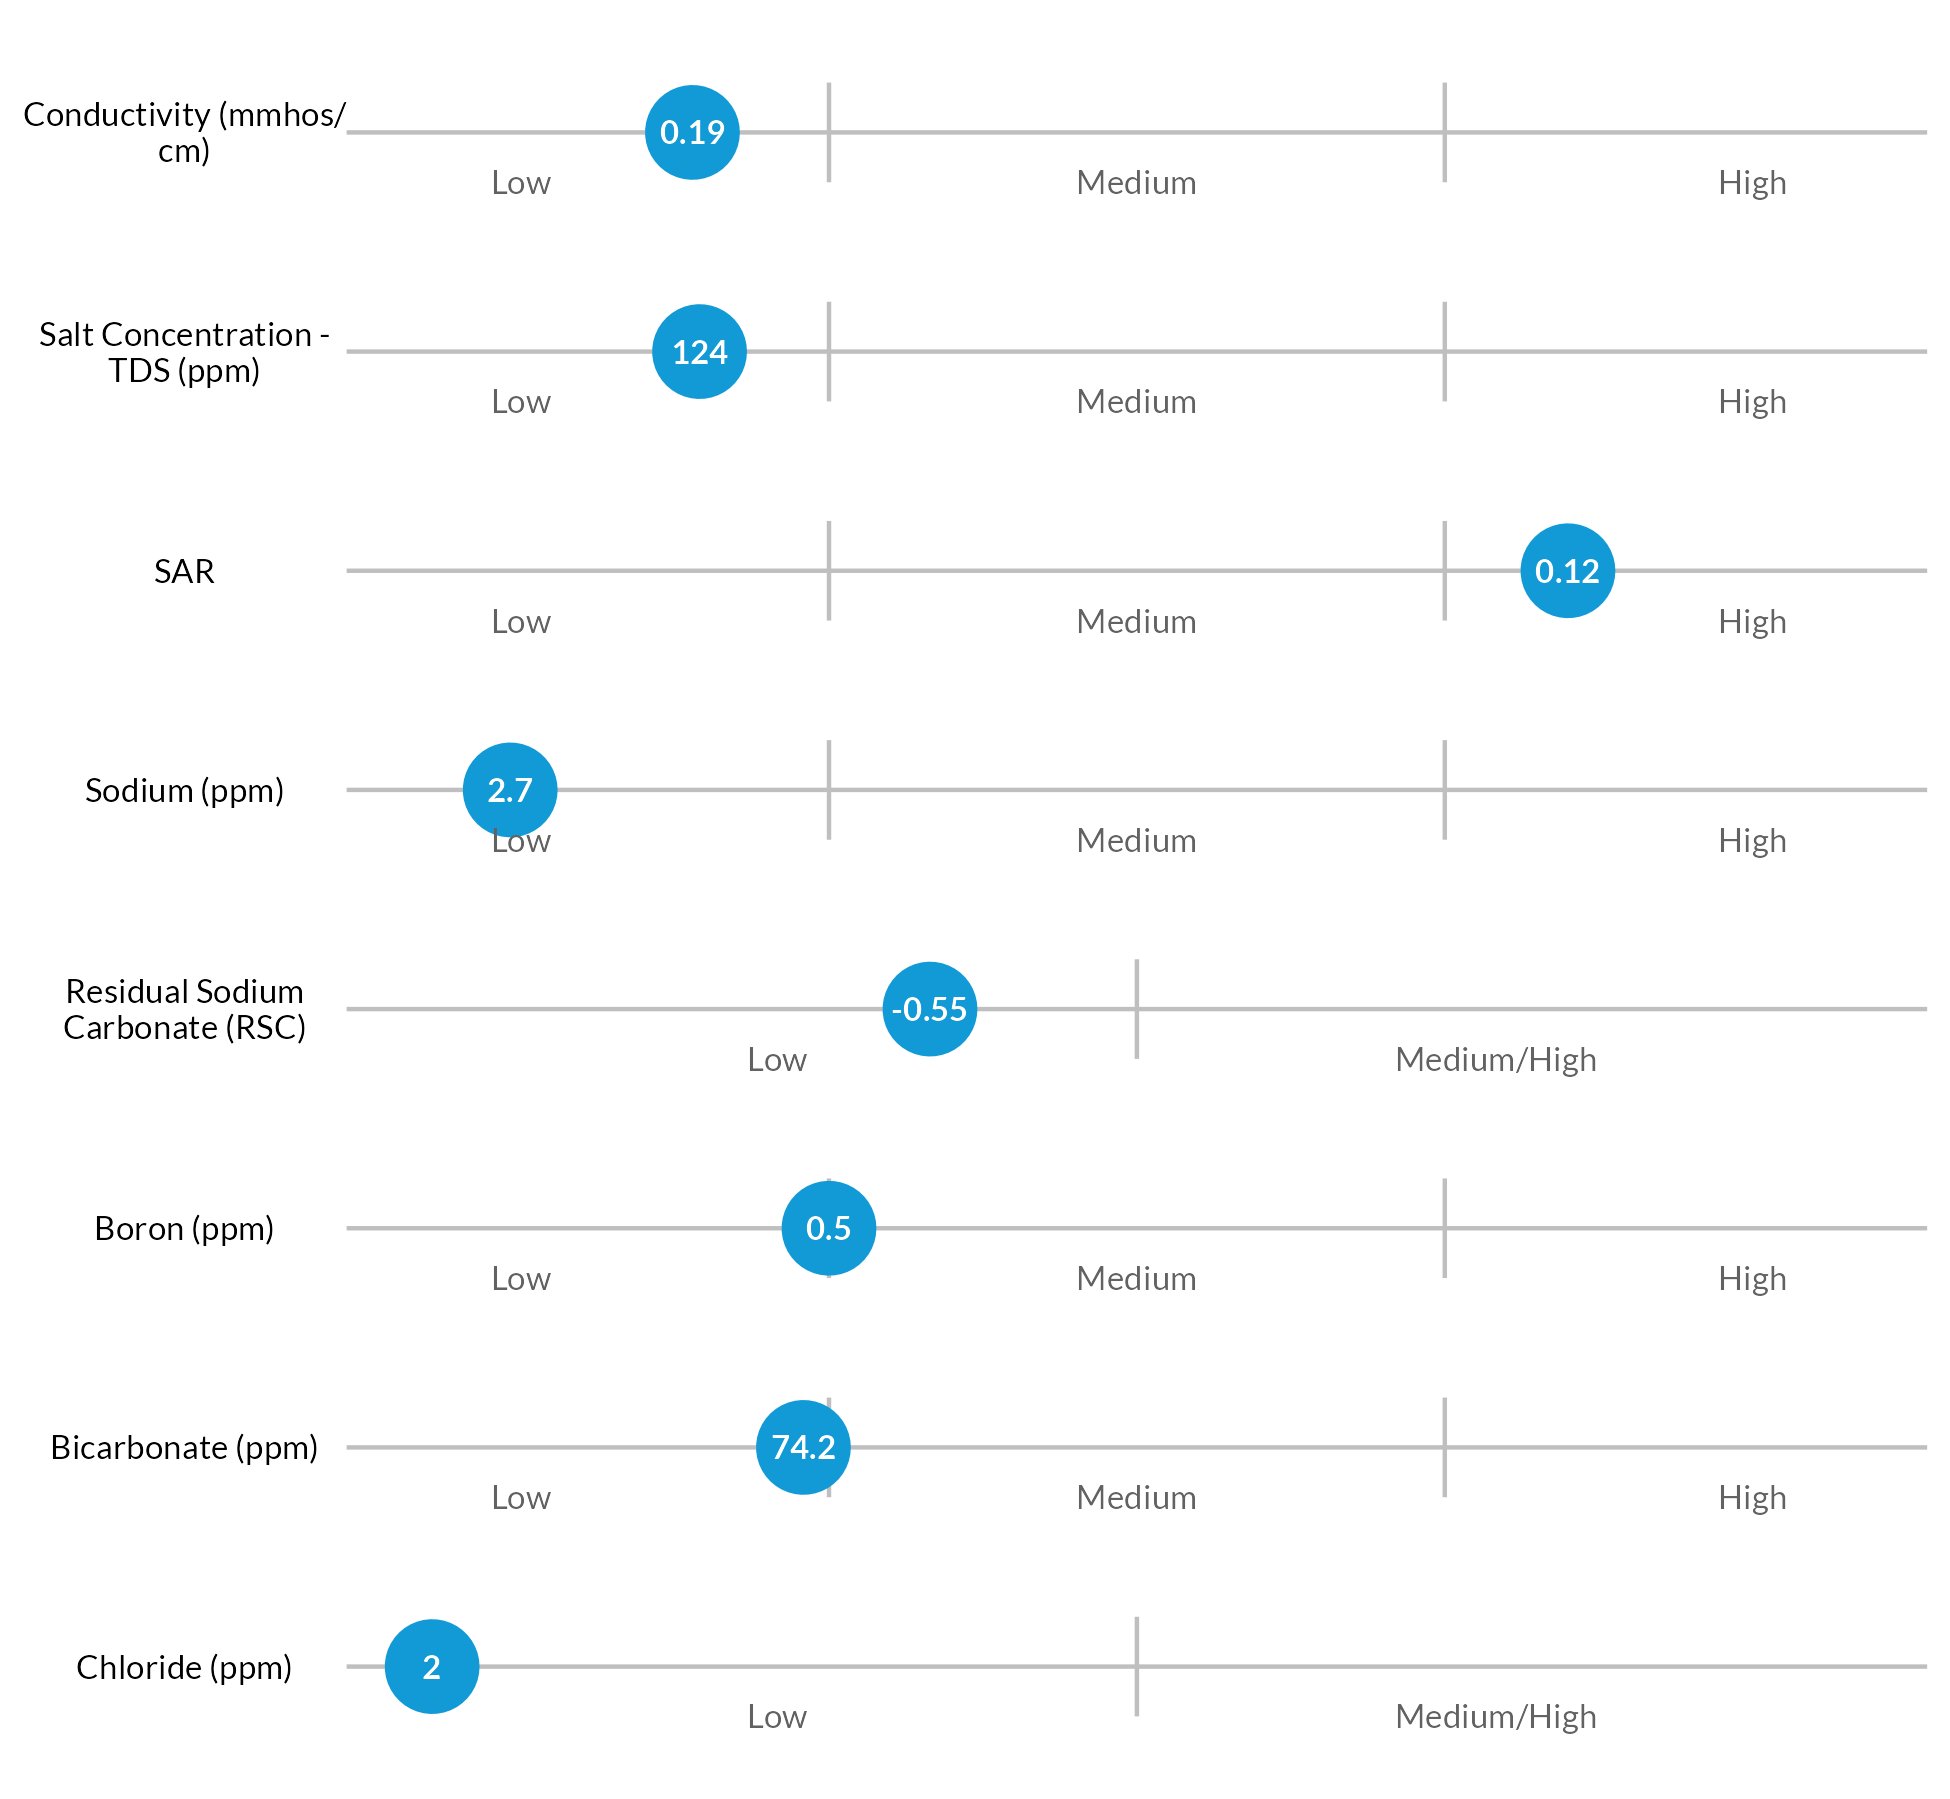 Conductivity (mmhos/
cm)
0.19
Low
Medium
High
Salt Concentration -
TDS (ppm)
124
Low
Medium
High
SAR
0.12
Low
Medium
High
Sodium (ppm)
2.7
Low
Medium
High
Residual Sodium
Carbonate (RSC)
-0.55
Low
Medium/High
Boron (ppm)
0.5
Low
Medium
High
Bicarbonate (ppm)
74.2
Low
Medium
High
Chloride (ppm)
2
Low
Medium/High